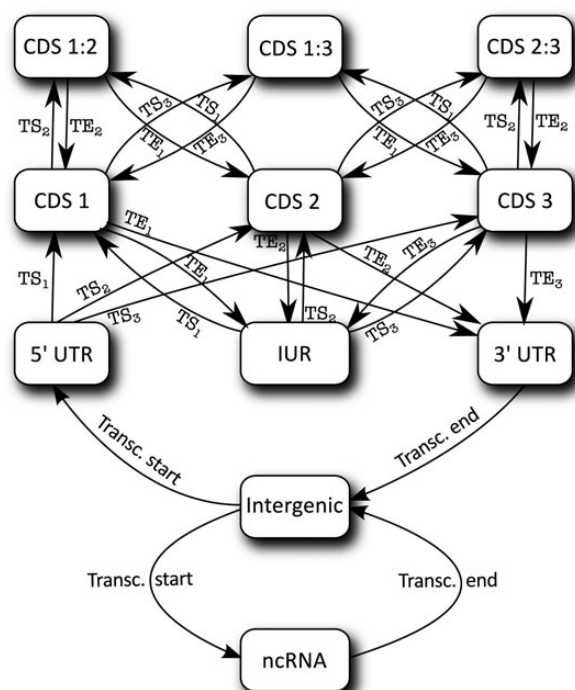 CDS 1:2 CDS 1:3 CDS 2:3
TS₃ TS₁ TS₃ TS₁
TS₂ TE₂ TE₁ TE₃ TE₁ TE₃ TS₂ TE₂
CDS 1 CDS 2 CDS 3
TE₁ TE₂ TE₂ TE₃
TS₁ TS₂ TE₁ TE₃
TS₃ TS₁ TS₂ TS₃
5' UTR IUR 3' UTR
Transc. start Transc. end
Intergenic
Transc. start Transc. end
ncRNA